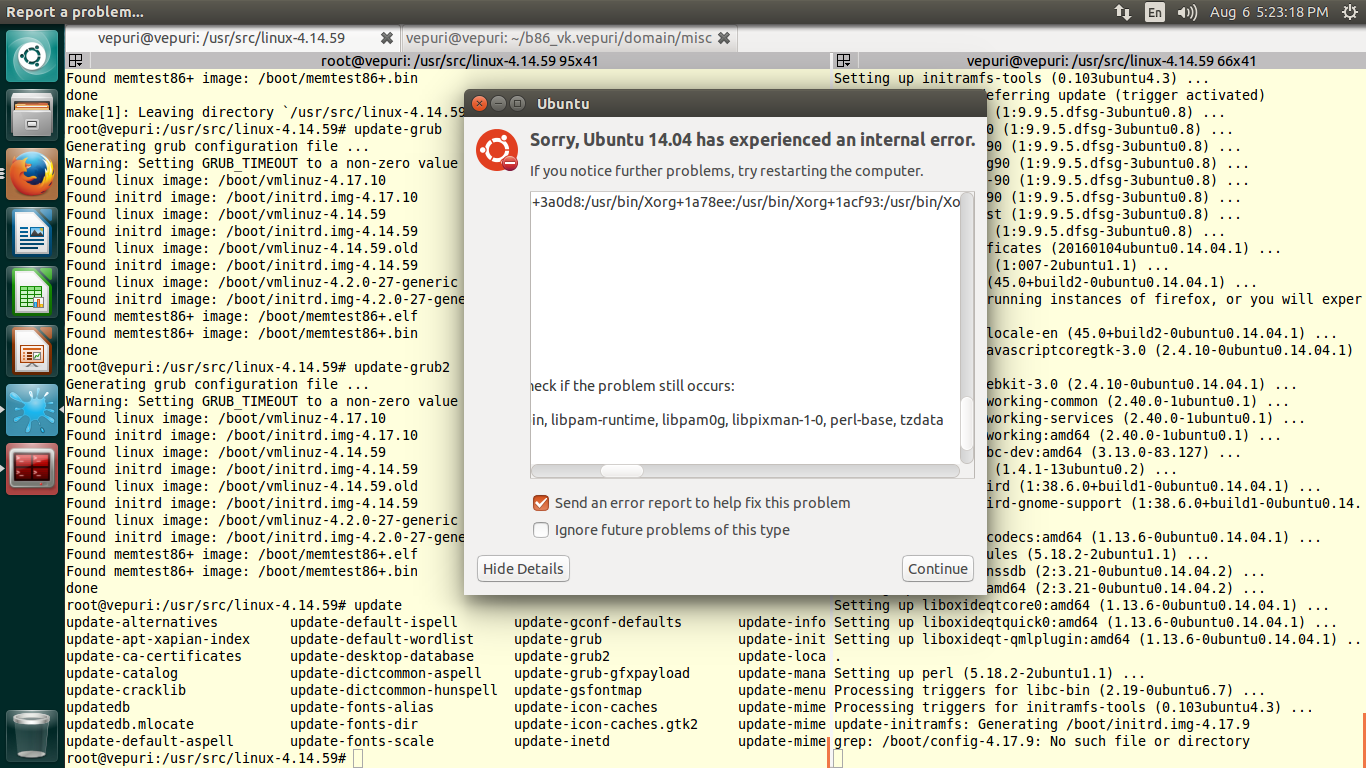 Report a problem...
En
Aug 6 5:23:18 PM
vepuri@vepuri: /usr/src/linux-4.14.59
vepuri@vepuri: ~/b86_vk.vepuri/domain/misc
root@vepuri: /usr/src/linux-4.14.59 95x41
Found memtest86+ image: /boot/memtest86+.bin
done
make[1]: Leaving directory `/usr/src/linux-4.14.59
root@vepuri:/usr/src/linux-4.14.59# update-grub
Generating grub configuration file ...
Warning: Setting GRUB_TIMEOUT to a non-zero value
Found linux image: /boot/vmlinuz-4.17.10
Found initrd image: /boot/initrd.img-4.17.10
Found linux image: /boot/vmlinuz-4.14.59
Found initrd image: /boot/initrd.img-4.14.59
Found linux image: /boot/vmlinuz-4.14.59.old
Found initrd image: /boot/initrd.img-4.14.59
Found linux image: /boot/vmlinuz-4.2.0-27-generic
Found initrd image: /boot/initrd.img-4.2.0-27-gene
Found memtest86+ image: /boot/memtest86+.elf
Found memtest86+ image: /boot/memtest86+.bin
done
root@vepuri:/usr/src/linux-4.14.59# update-grub2
Generating grub configuration file ...
Warning: Setting GRUB_TIMEOUT to a non-zero value
Found linux image: /boot/vmlinuz-4.17.10
Found initrd image: /boot/initrd.img-4.17.10
Found linux image: /boot/vmlinuz-4.14.59
Found initrd image: /boot/initrd.img-4.14.59
Found linux image: /boot/vmlinuz-4.14.59.old
Found initrd image: /boot/initrd.img-4.14.59
Found linux image: /boot/vmlinuz-4.2.0-27-generic
Found initrd image: /boot/initrd.img-4.2.0-27-gene
Found memtest86+ image: /boot/memtest86+.elf
Found memtest86+ image: /boot/memtest86+.bin
done
root@vepuri:/usr/src/linux-4.14.59# update
update-alternatives update-default-ispell update-gconf-defaults update-info
update-apt-xapian-index update-default-wordlist update-grub update-init
update-ca-certificates update-desktop-database update-grub2 update-loca
update-catalog update-dictcommon-aspell update-grub-gfxpayload update-mana
update-cracklib update-dictcommon-hunspell update-gsfontmap update-menu
updatedb update-fonts-alias update-icon-caches update-mime
updatedb.mlocate update-fonts-dir update-icon-caches.gtk2 update-mime
update-default-aspell update-fonts-scale update-inetd update-mime
root@vepuri:/usr/src/linux-4.14.59#
Ubuntu
Sorry, Ubuntu 14.04 has experienced an internal error.
If you notice further problems, try restarting the computer.
+3a0d8:/usr/bin/Xorg+1a78ee:/usr/bin/Xorg+1acf93:/usr/bin/Xo
heck if the problem still occurs:
in, libpam-runtime, libpam0g, libpixman-1-0, perl-base, tzdata
Send an error report to help fix this problem
Ignore future problems of this type
Hide Details
Continue
vepuri@vepuri: /usr/src/linux-4.14.59 66x41
Setting up initramfs-tools (0.103ubuntu4.3) ...
eferring update (trigger activated)
(1:9.9.5.dfsg-3ubuntu0.8) ...
0 (1:9.9.5.dfsg-3ubuntu0.8) ...
90 (1:9.9.5.dfsg-3ubuntu0.8) ...
g90 (1:9.9.5.dfsg-3ubuntu0.8) ...
-90 (1:9.9.5.dfsg-3ubuntu0.8) ...
90 (1:9.9.5.dfsg-3ubuntu0.8) ...
st (1:9.9.5.dfsg-3ubuntu0.8) ...
(1:9.9.5.dfsg-3ubuntu0.8) ...
ficates (20160104ubuntu0.14.04.1) ...
(1:007-2ubuntu1.1) ...
(45.0+build2-0ubuntu0.14.04.1) ...
running instances of firefox, or you will exper
locale-en (45.0+build2-0ubuntu0.14.04.1) ...
avascriptcoregtk-3.0 (2.4.10-0ubuntu0.14.04.1)
ebkit-3.0 (2.4.10-0ubuntu0.14.04.1) ...
working-common (2.40.0-1ubuntu0.1) ...
working-services (2.40.0-1ubuntu0.1) ...
working:amd64 (2.40.0-1ubuntu0.1) ...
bc-dev:amd64 (3.13.0-83.127) ...
(1.4.1-13ubuntu0.2) ...
ird (1:38.6.0+build1-0ubuntu0.14.04.1) ...
ird-gnome-support (1:38.6.0+build1-0ubuntu0.14.
codecs:amd64 (1.13.6-0ubuntu0.14.04.1) ...
ules (5.18.2-2ubuntu1.1) ...
nssdb (2:3.21-0ubuntu0.14.04.2) ...
amd64 (2:3.21-0ubuntu0.14.04.2) ...
Setting up liboxideqtcore0:amd64 (1.13.6-0ubuntu0.14.04.1) ...
Setting up liboxideqtquick0:amd64 (1.13.6-0ubuntu0.14.04.1) ...
Setting up liboxideqt-qmlplugin:amd64 (1.13.6-0ubuntu0.14.04.1) ..
.
Setting up perl (5.18.2-2ubuntu1.1) ...
Processing triggers for libc-bin (2.19-0ubuntu6.7) ...
Processing triggers for initramfs-tools (0.103ubuntu4.3) ...
update-initramfs: Generating /boot/initrd.img-4.17.9
grep: /boot/config-4.17.9: No such file or directory